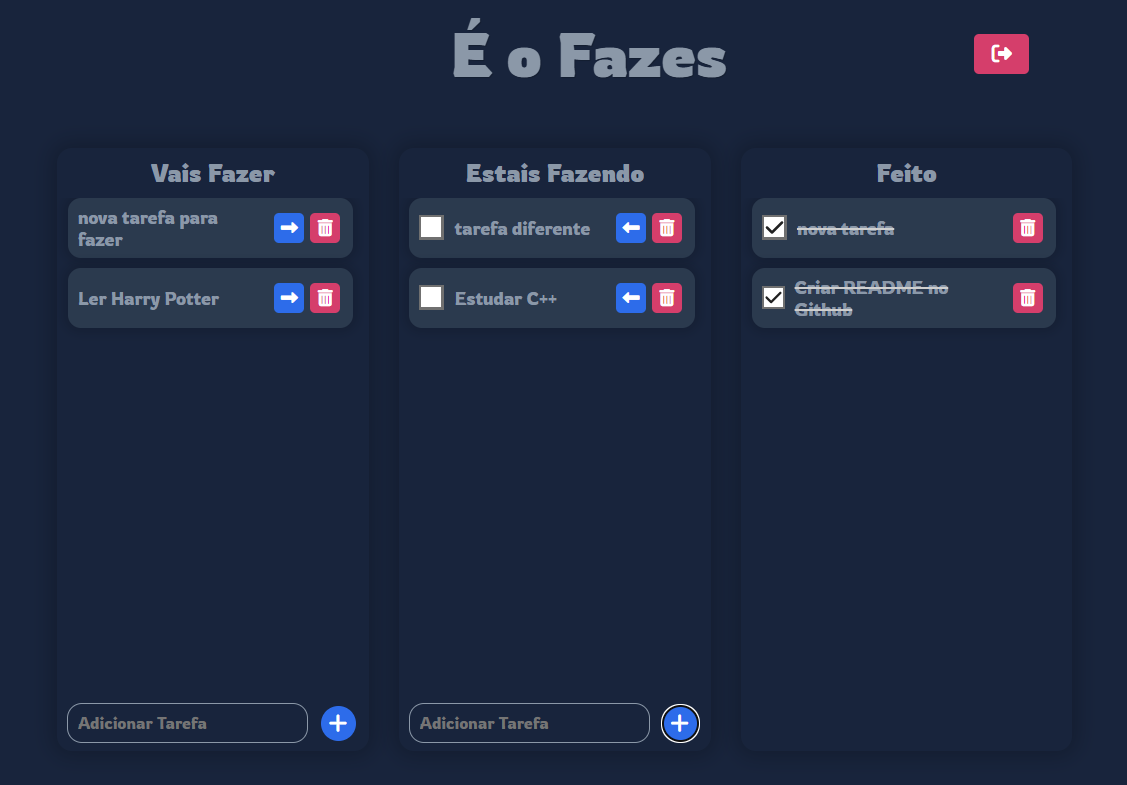 É o Fazes
Vais Fazer
nova tarefa para
fazer
Ler Harry Potter
Adicionar Tarefa
Estais Fazendo
tarefa diferente
Estudar C++
Adicionar Tarefa
Feito
nova tarefa
Criar README no
Github